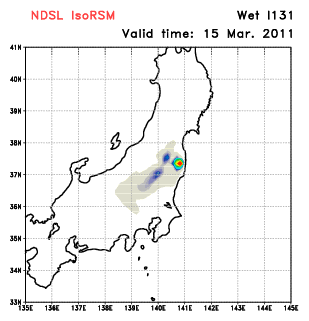 NDSL IsoRSM Wet I131
Valid time: 15 Mar. 2011
41N
40N
39N
38N
37N
36N
35N
34N
33N
135E 136E 137E 138E 139E 140E 141E 142E 143E 144E 145E